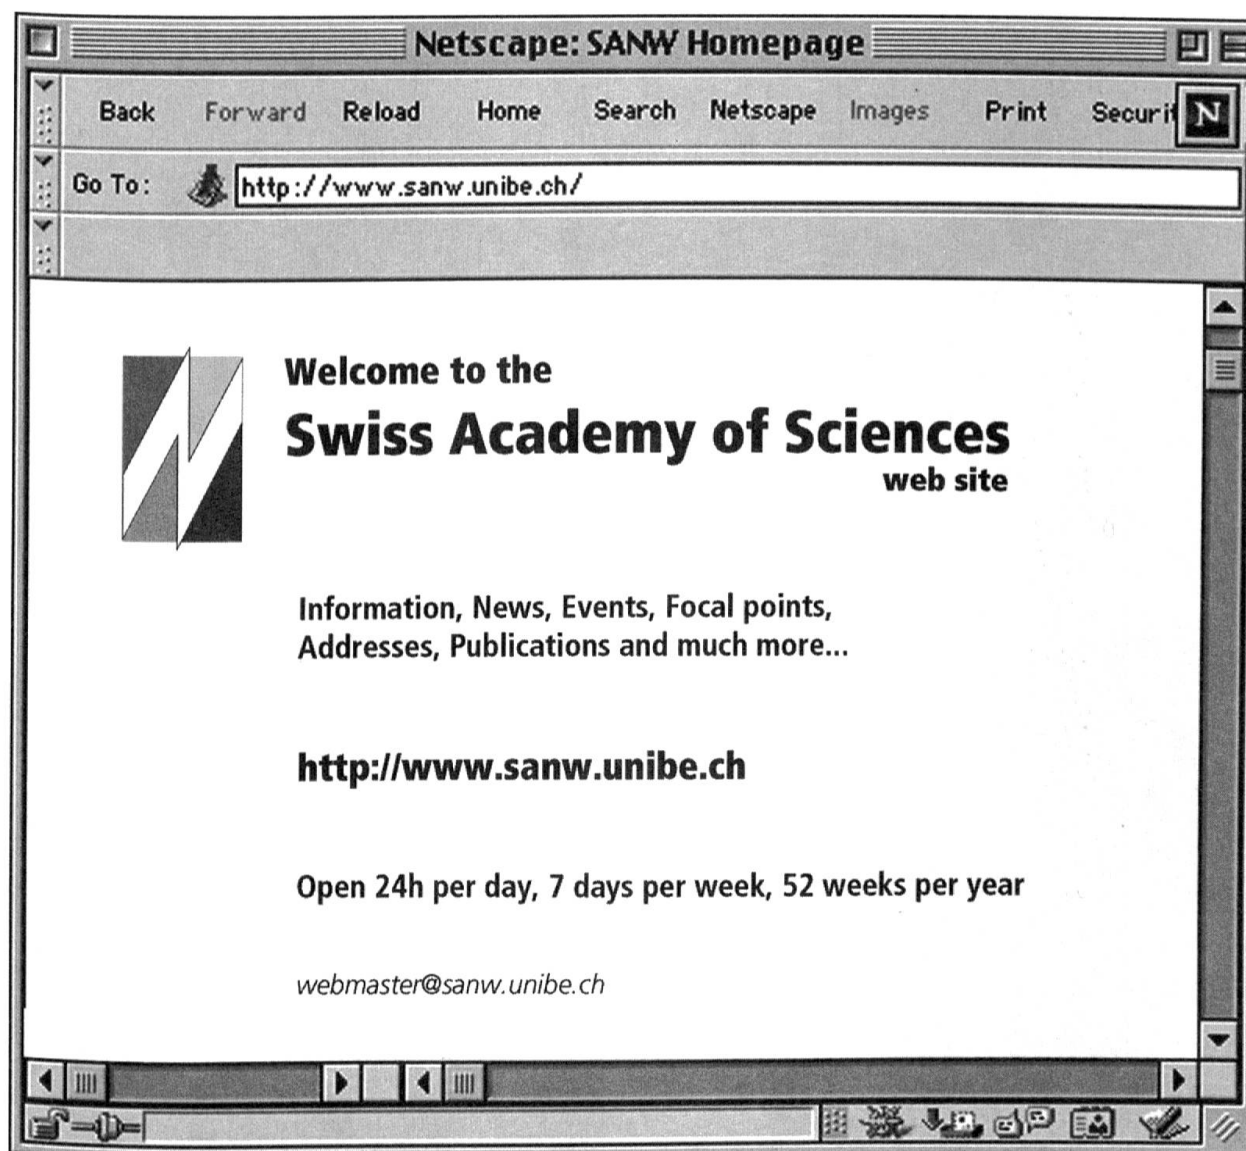 Netscape: SANW Homepage
Back Forward Reload Home Search Netscape Images Print Securit N
Go To: http://www.sanw.unibe.ch/
Welcome to the
Swiss Academy of Sciences
web site
Information, News, Events, Focal points,
Addresses, Publications and much more...
http://www.sanw.unibe.ch
Open 24h per day, 7 days per week, 52 weeks per year
webmaster@sanw.unibe.ch